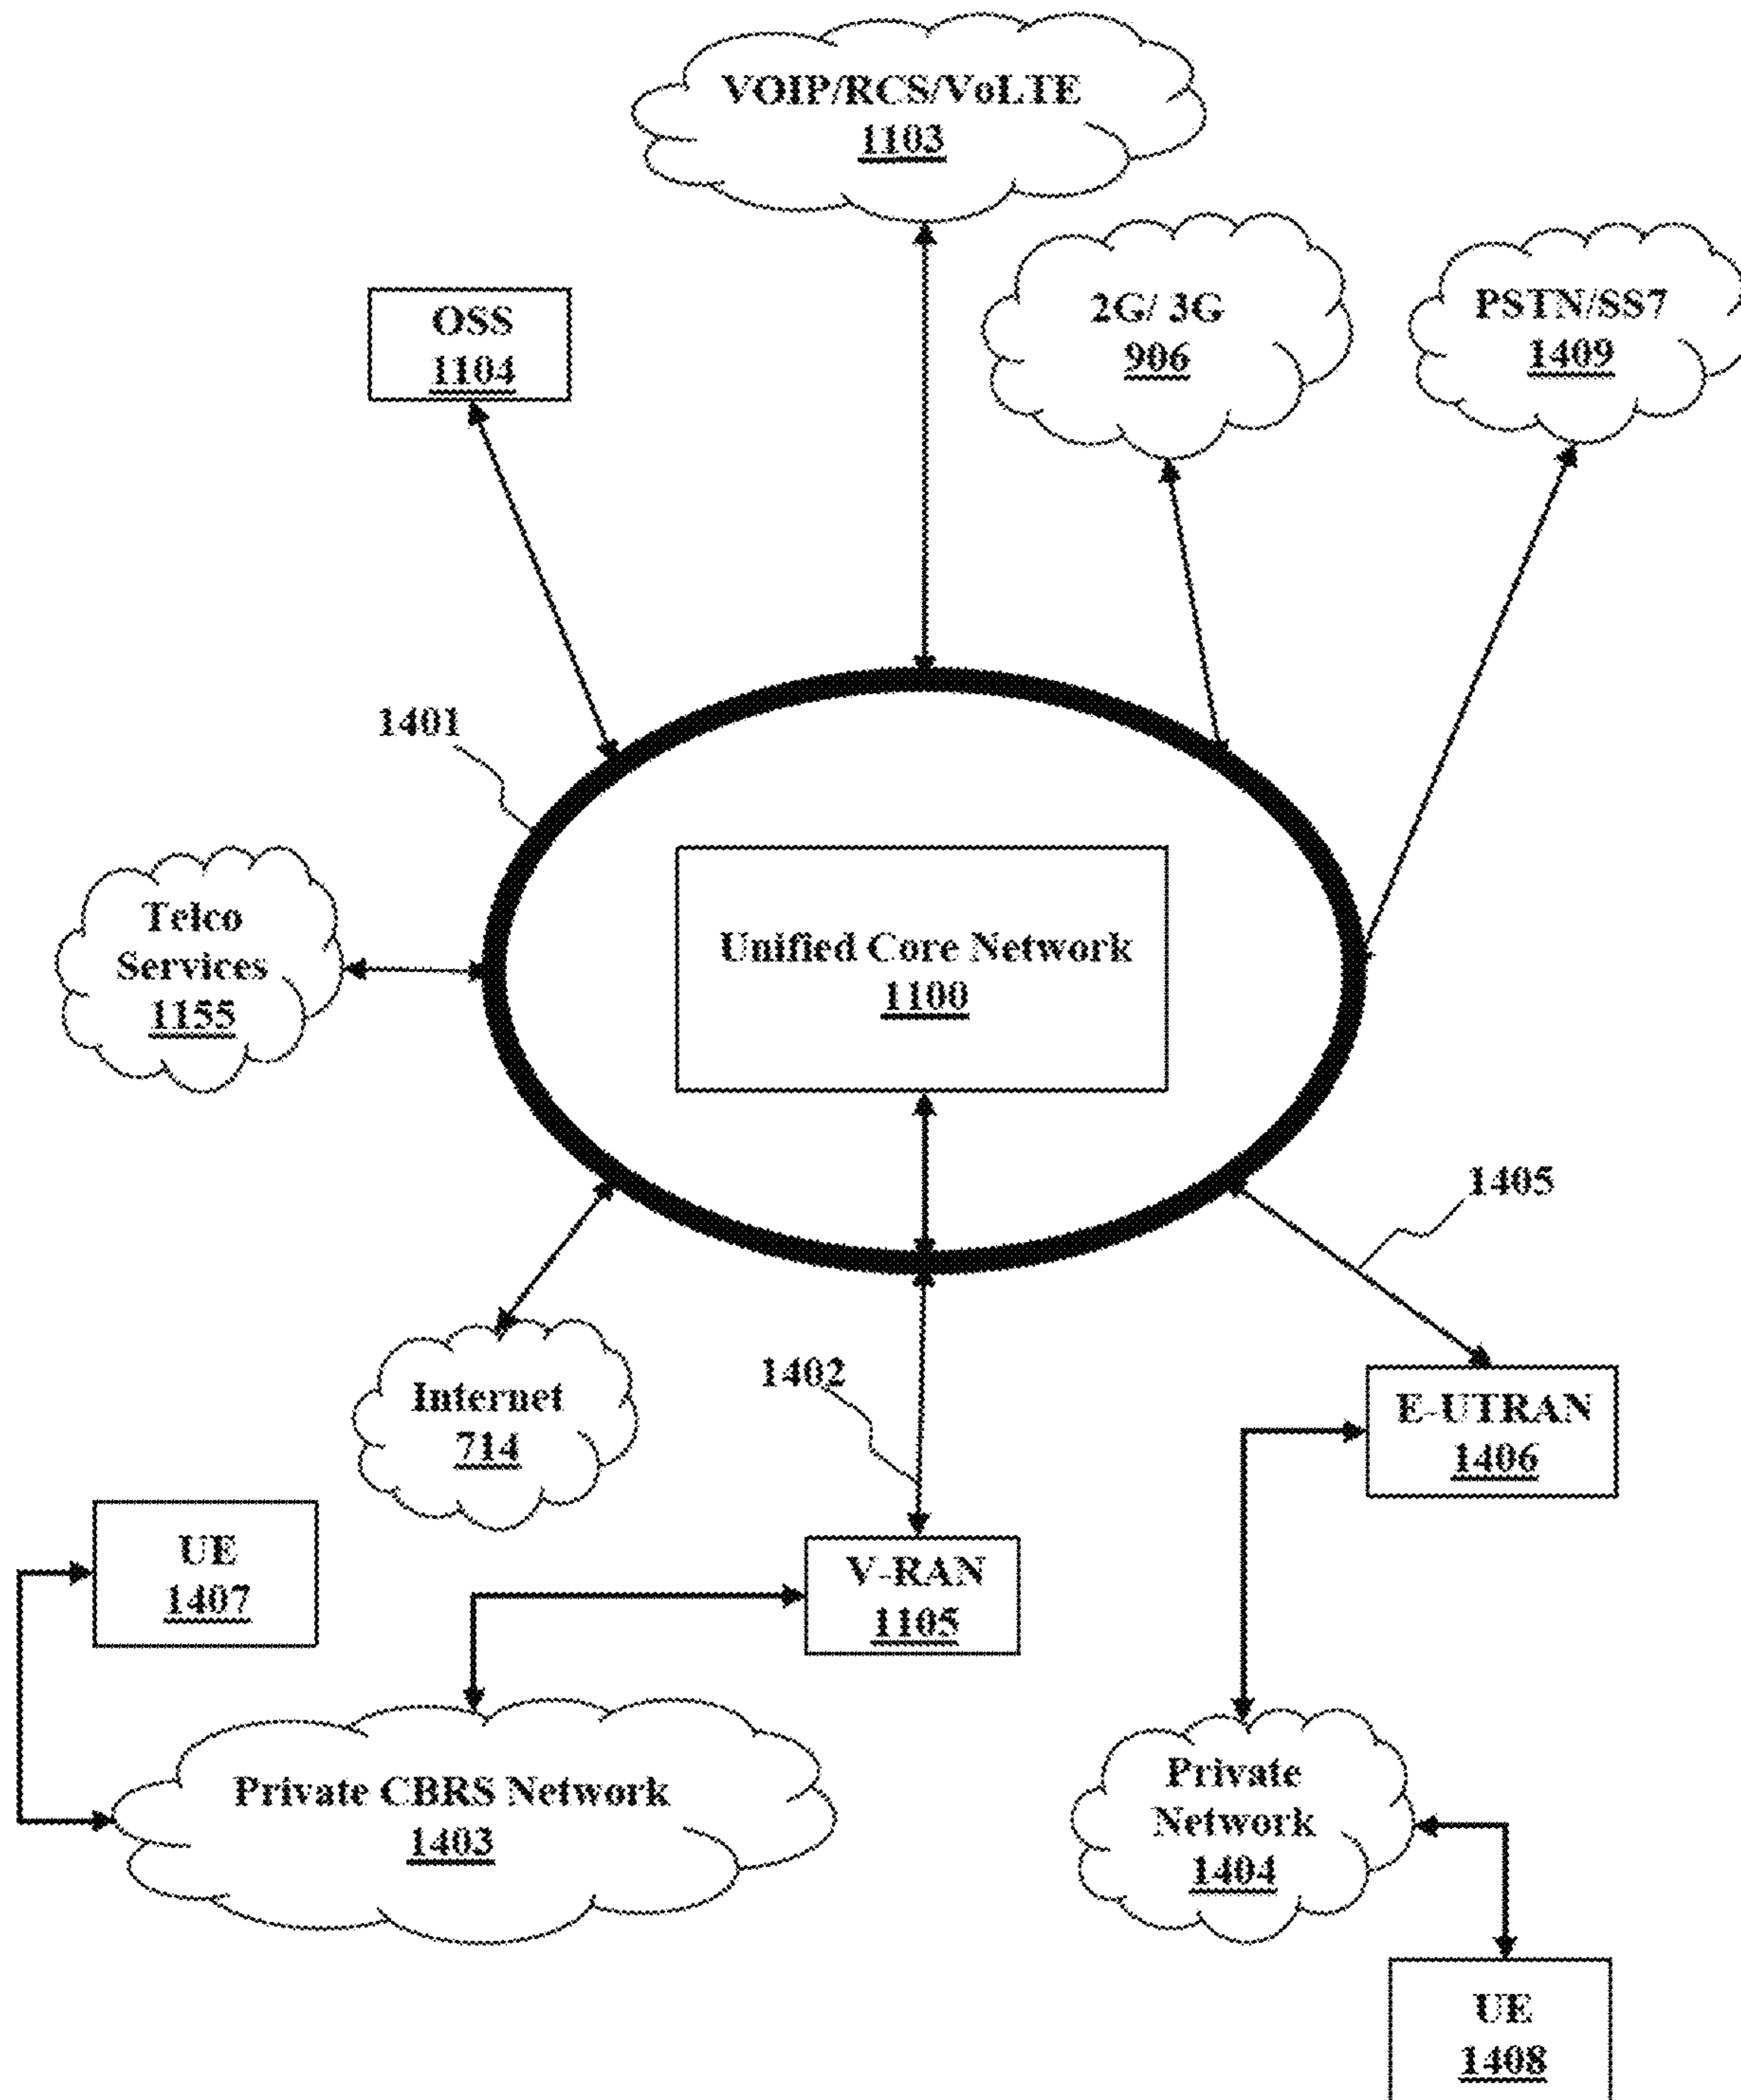 VOIP/RCS/VoLTE
1103
OSS
1104
2G/ 3G
906
PSTN/SS7
1409
1401
Telco
Services
1155
Unified Core Network
1100
1405
Internet
714
1402
E-UTRAN
1406
UE
1407
V-RAN
1105
Private CBRS Network
1403
Private
Network
1404
UE
1408